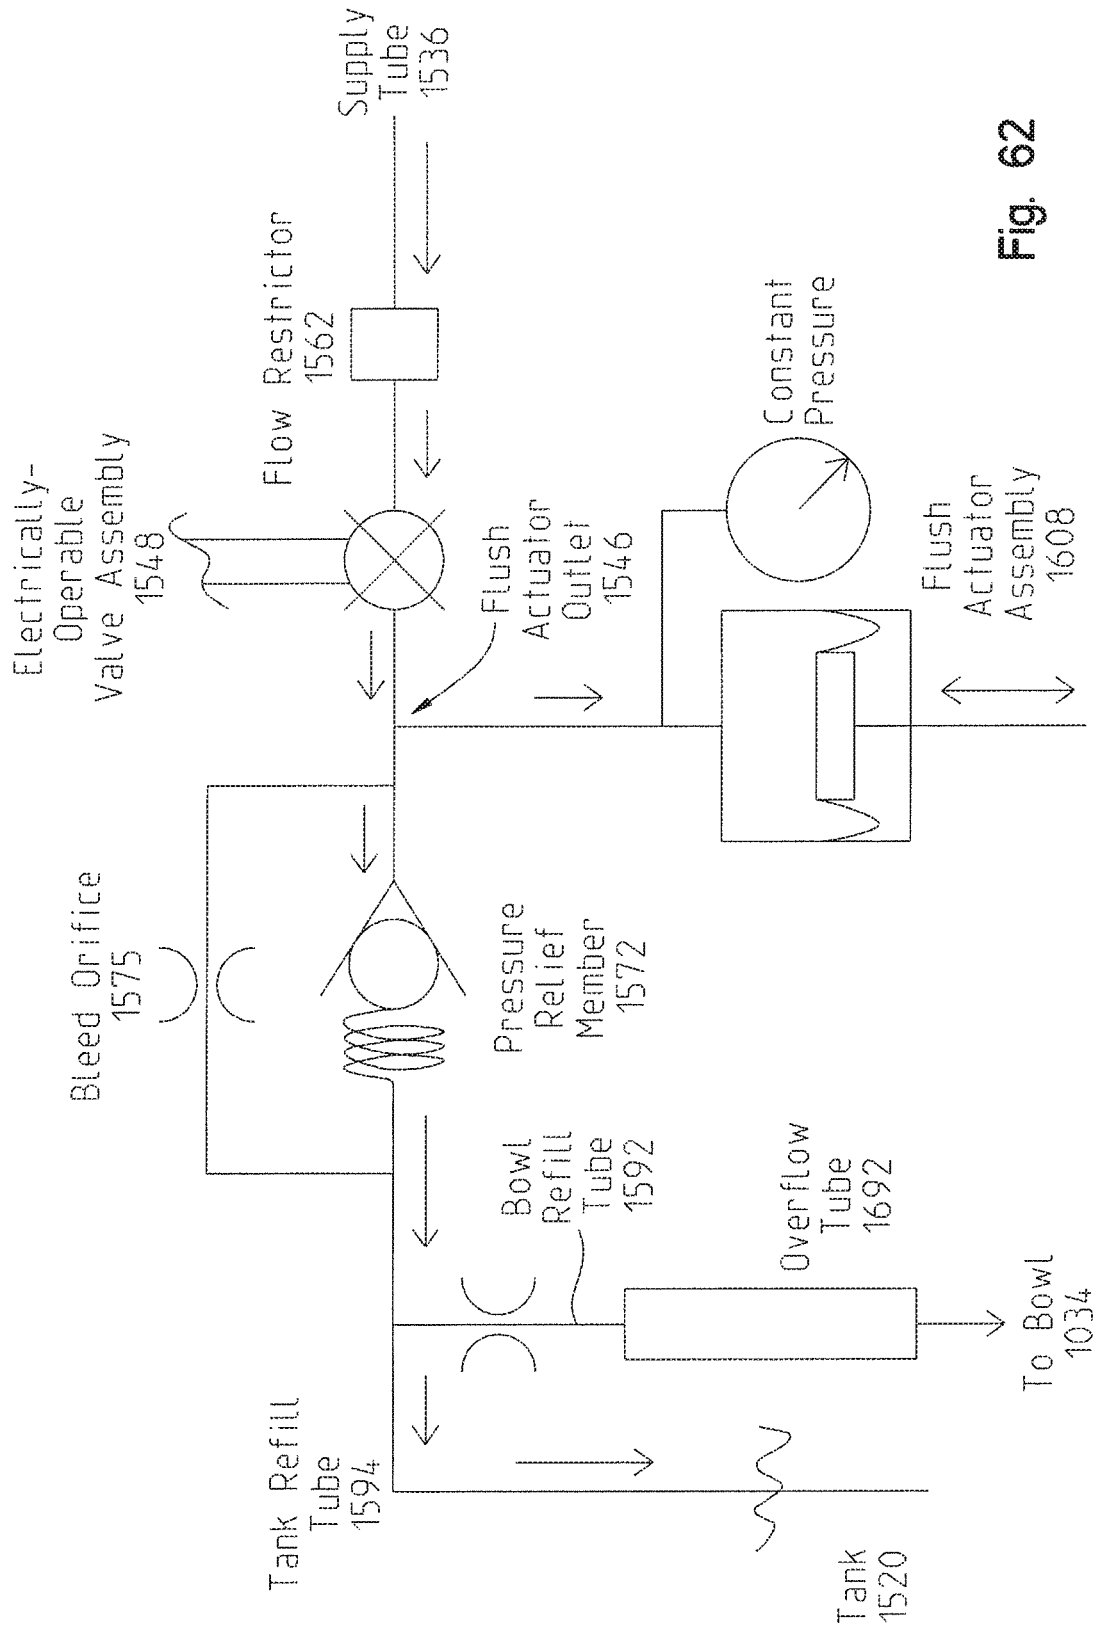 Electrically-
Operable
Valve Assembly
1548
Bleed Orifice
1575
Flow Restrictor
1562
Supply
Tube
1536
Tank Refill
Tube
1594
Bowl
Refill
Tube
1592
Pressure
Relief
Member
1572
Flush
Actuator
Outlet
1546
Overflow
Tube
1692
Constant
Pressure
Tank
1520
To Bowl
1034
Flush
Actuator
Assembly
1608
Fig. 62